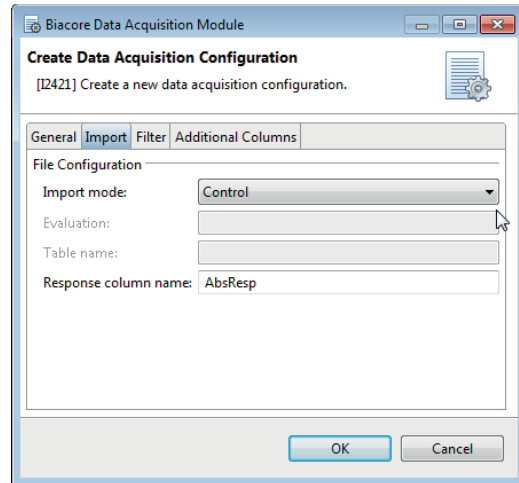 Biacore Data Acquisition Module
Create Data Acquisition Configuration
[I2421] Create a new data acquisition configuration.
General Import Filter Additional Columns
File Configuration
Import mode: Control
Evaluation:
Table name:
Response column name: AbsResp
OK Cancel